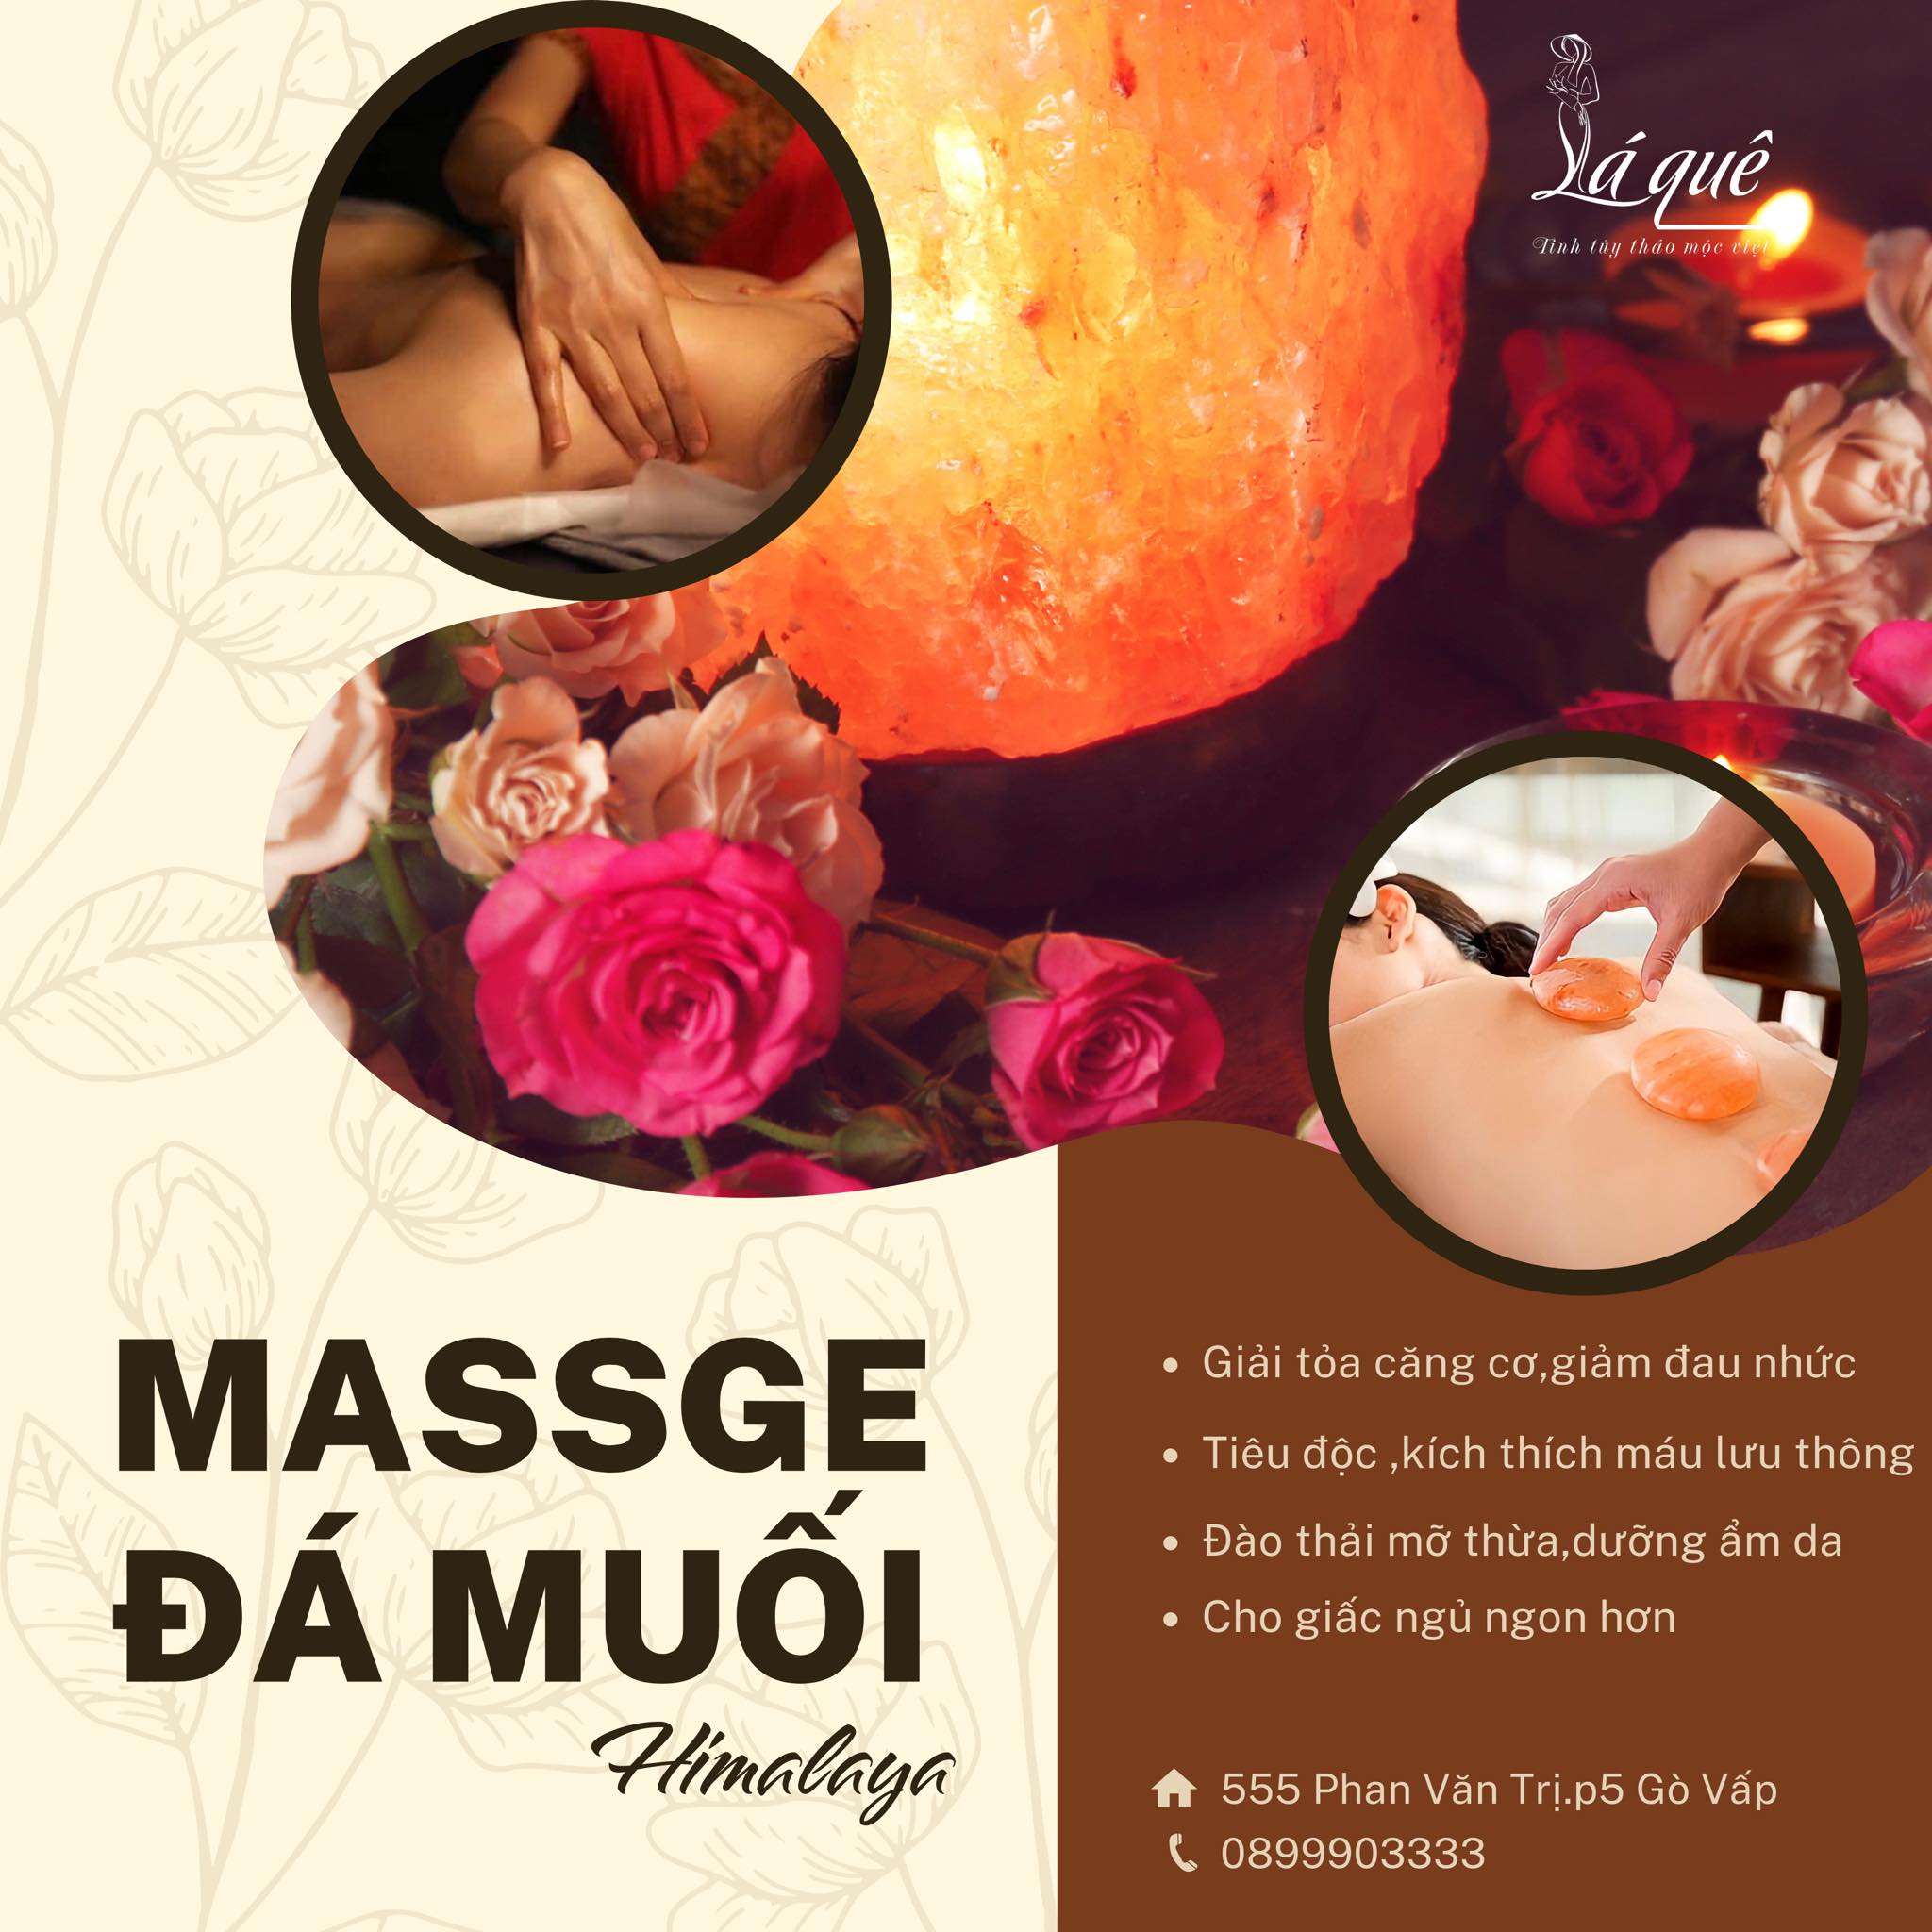 Lá quê
Tinh túy thảo mộc việt
MASSGE
ĐÁ MUỐI
Himalaya
• Giải tỏa căng cơ,giảm đau nhức
• Tiêu độc ,kích thích máu lưu thông
• Đào thải mỡ thừa,dưỡng ẩm da
• Cho giấc ngủ ngon hơn
555 Phan Văn Trị.p5 Gò Vấp
0899903333